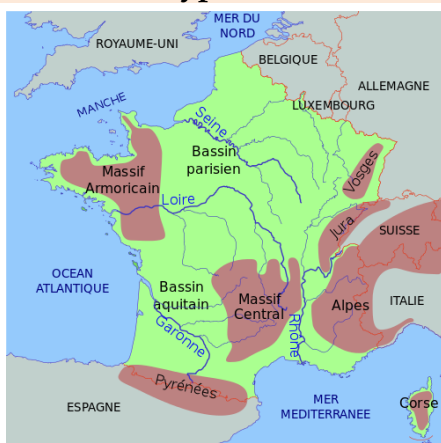 MER DU
NORD
ROYAUME-UNI
BELGIQUE
ALLEMAGNE
MANCHE
LUXEMBOURG
Seine
Bassin
parisien
Vosges
Massif
Armoricain
Loire
Jura
SUISSE
OCEAN
ATLANTIQUE
Bassin
aquitain
Massif
Central
Alpes
ITALIE
Garonne
Rhône
Pyrénées
MER
MEDITERRANEE
Corse
ESPAGNE